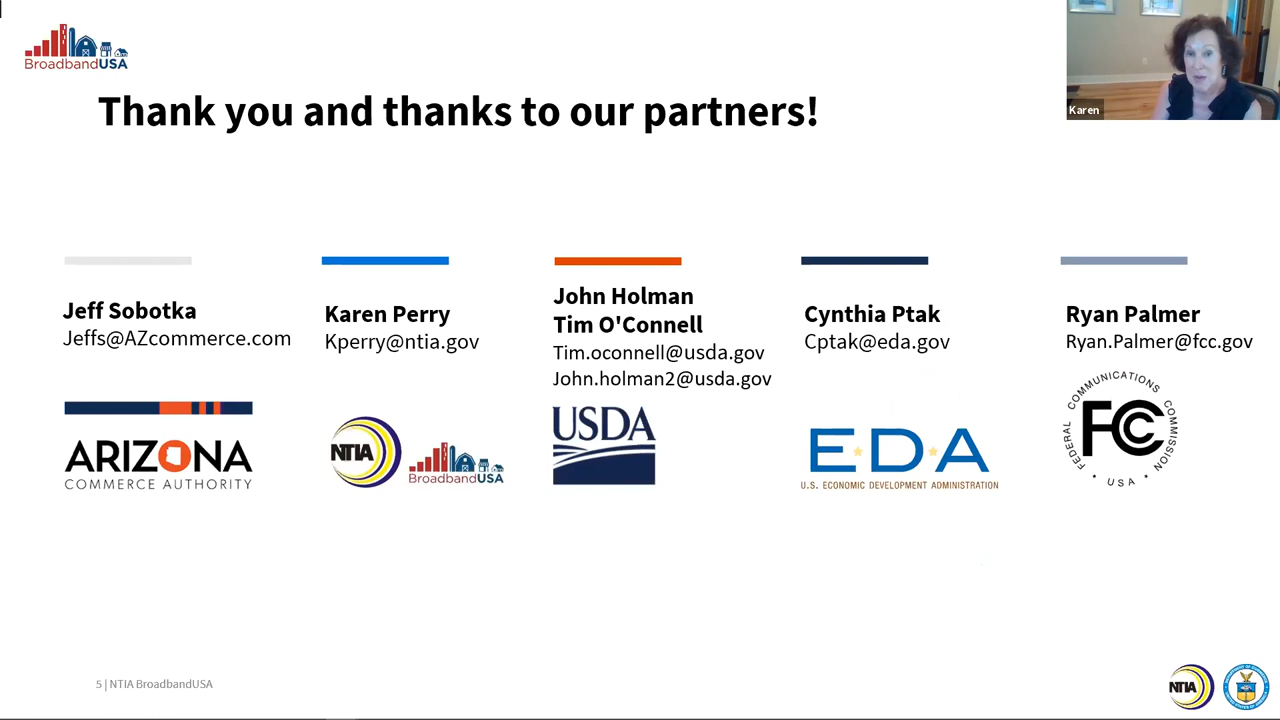 BroadbandUSA
Karen
Thank you and thanks to our partners!
Jeff Sobotka
Jeffs@AZcommerce.com
ARIZONA
COMMERCE AUTHORITY
Karen Perry
Kperry@ntia.gov
NTIA
BroadbandUSA
John Holman
Tim O'Connell
Tim.oconnell@usda.gov
John.holman2@usda.gov
USDA
Cynthia Ptak
Cptak@eda.gov
EDA
U.S. ECONOMIC DEVELOPMENT ADMINISTRATION
Ryan Palmer
Ryan.Palmer@fcc.gov
FEDERAL COMMUNICATIONS COMMISSION
FCC
• USA •
5 | NTIA BroadbandUSA
NTIA